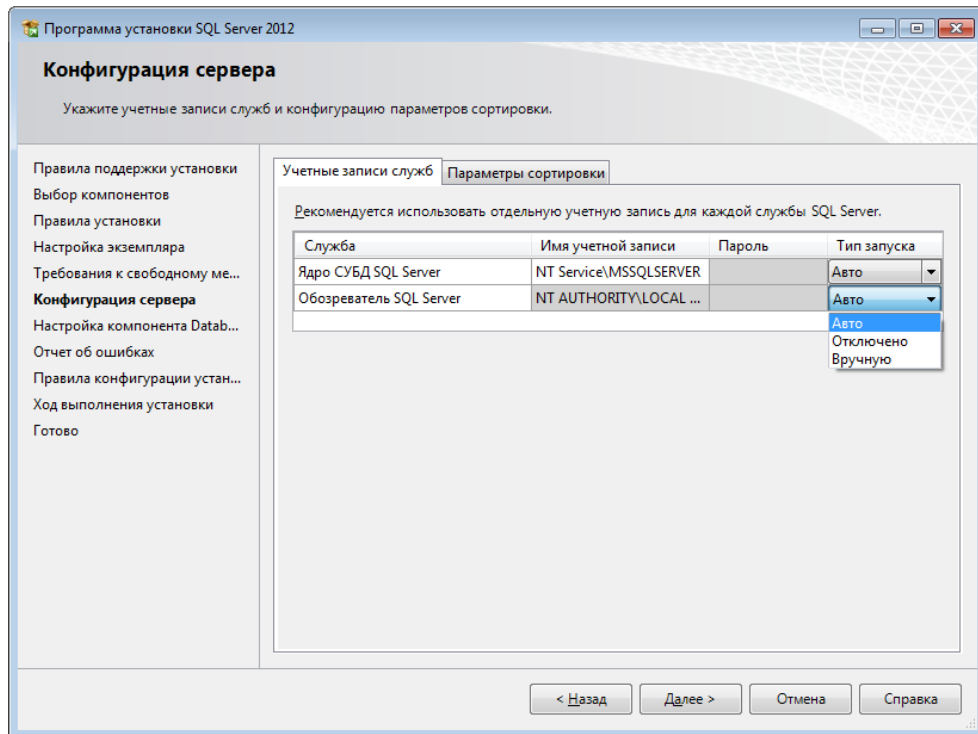 Программа установки SQL Server 2012
Конфигурация сервера
Укажите учетные записи служб и конфигурацию параметров сортировки.
Правила поддержки установки
Выбор компонентов
Правила установки
Настройка экземпляра
Требования к свободному ме...
Конфигурация сервера
Настройка компонента Datab...
Отчет об ошибках
Правила конфигурации устан...
Ход выполнения установки
Готово
Учетные записи служб Параметры сортировки
Рекомендуется использовать отдельную учетную запись для каждой службы SQL Server.
Служба Имя учетной записи Пароль Тип запуска
Ядро СУБД SQL Server NT Service\MSSQLSERVER Авто
Обозреватель SQL Server NT AUTHORITY\LOCAL ... Авто
Авто
Отключено
Вручную
< Назад Далее > Отмена Справка